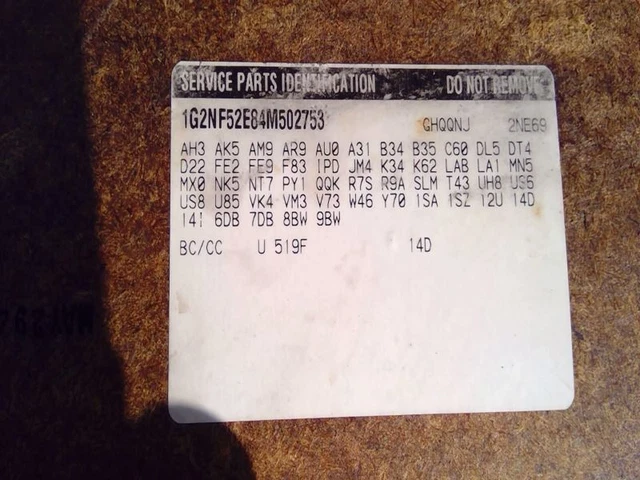 SERVICE PARTS IDENTIFICATION DO NOT REMOVE
1G2NF52E84M502753 GHQQNJ 2NE69
AH3 AK5 AM9 AR9 AU0 A31 B34 B35 C60 DL5 DT4
D22 FE2 FE9 F83 IPD JM4 K34 K62 LAB LA1 MN5
MX0 NK5 NT7 PY1 QQK R7S R9A SLM T43 UH8 US6
US8 U85 VK4 VM3 V73 W46 Y70 1SA 1SZ 12U 14D
14I 6DB 7DB 8BW 9BW
BC/CC U 519F 14D